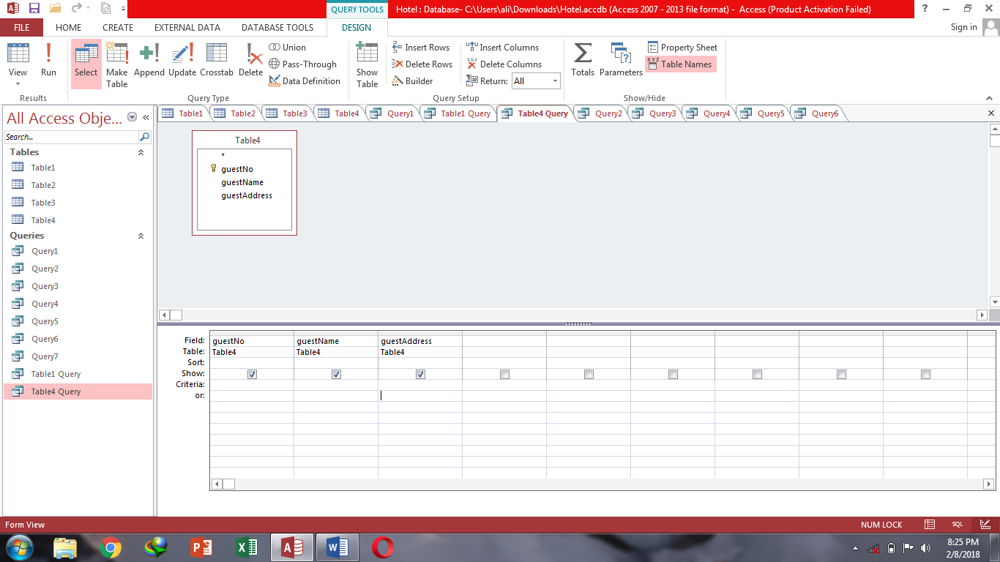 QUERY TOOLS
Hotel : Database- C:\Users\ali\Downloads\Hotel.accdb (Access 2007 - 2013 file format) - Access (Product Activation Failed)
?
FILE HOME CREATE EXTERNAL DATA DATABASE TOOLS DESIGN Sign in
View
Run
Select
Make Table
Append
Update
Crosstab
Delete
Union
Pass-Through
Data Definition
Show Table
Insert Rows
Delete Rows
Builder
Insert Columns
Delete Columns
Return: All
Totals
Parameters
Property Sheet
XYZ Table Names
Results Query Type Query Setup Show/Hide
All Access Obje...
Search...
Tables
Table1
Table2
Table3
Table4
Queries
Query1
Query2
Query3
Query4
Query5
Query6
Query7
Table1 Query
Table4 Query
Table1 Table2 Table3 Table4 Query1 Table1 Query Table4 Query Query2 Query3 Query4 Query5 Query6
Table4
*
guestNo
guestName
guestAddress
Field: guestNo guestName guestAddress
Table: Table4 Table4 Table4
Sort:
Show:
Criteria:
or:
Form View NUM LOCK SQL
8:25 PM
2/8/2018